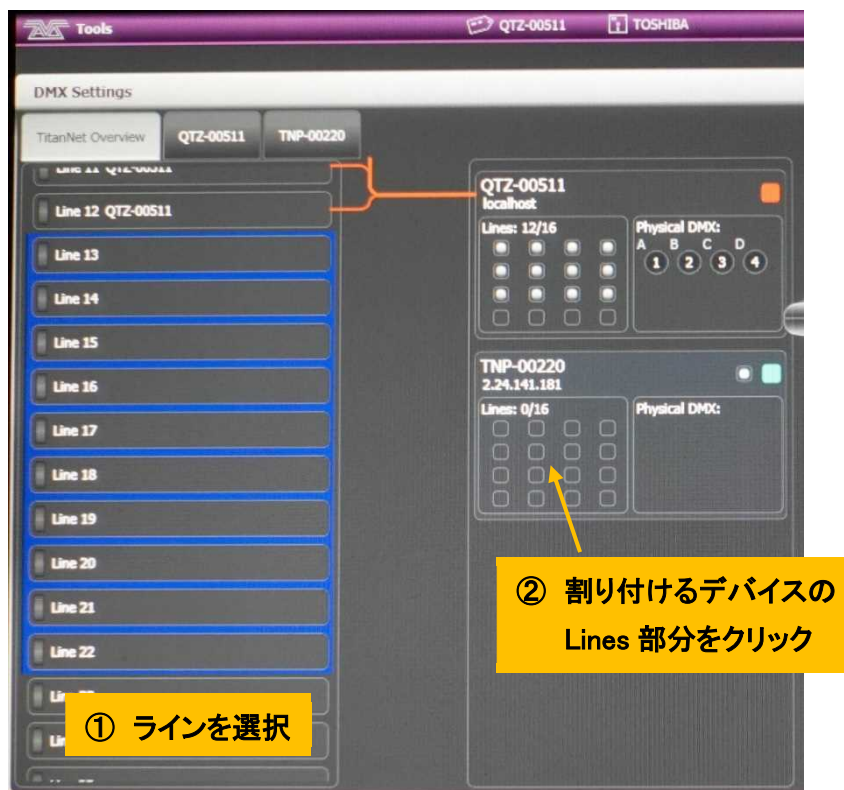 Tools
QTZ-00511
TOSHIBA
DMX Settings
TitanNet Overview
QTZ-00511
TNP-00220
Line 11 QTZ-00511
Line 12 QTZ-00511
Line 13
Line 14
Line 15
Line 16
Line 17
Line 18
Line 19
Line 20
Line 21
Line 22
QTZ-00511
localhost
Lines: 12/16
Physical DMX:
A B C D
1 2 3 4
TNP-00220
2.24.141.181
Lines: 0/16
Physical DMX:
② 割り付けるデバイスの
Lines 部分をクリック
① ラインを選択